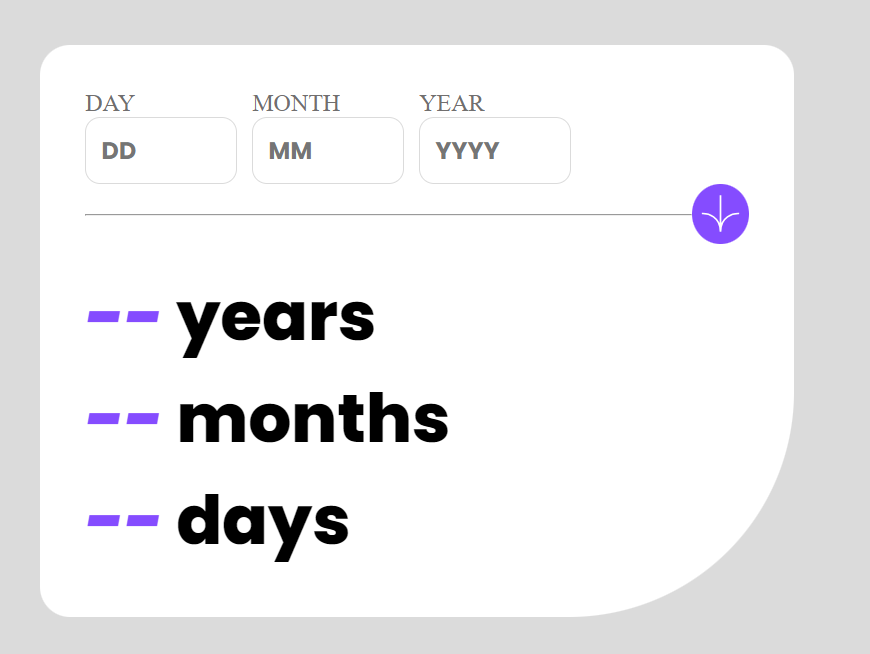 DAY MONTH YEAR
DD MM YYYY
-- years
-- months
-- days